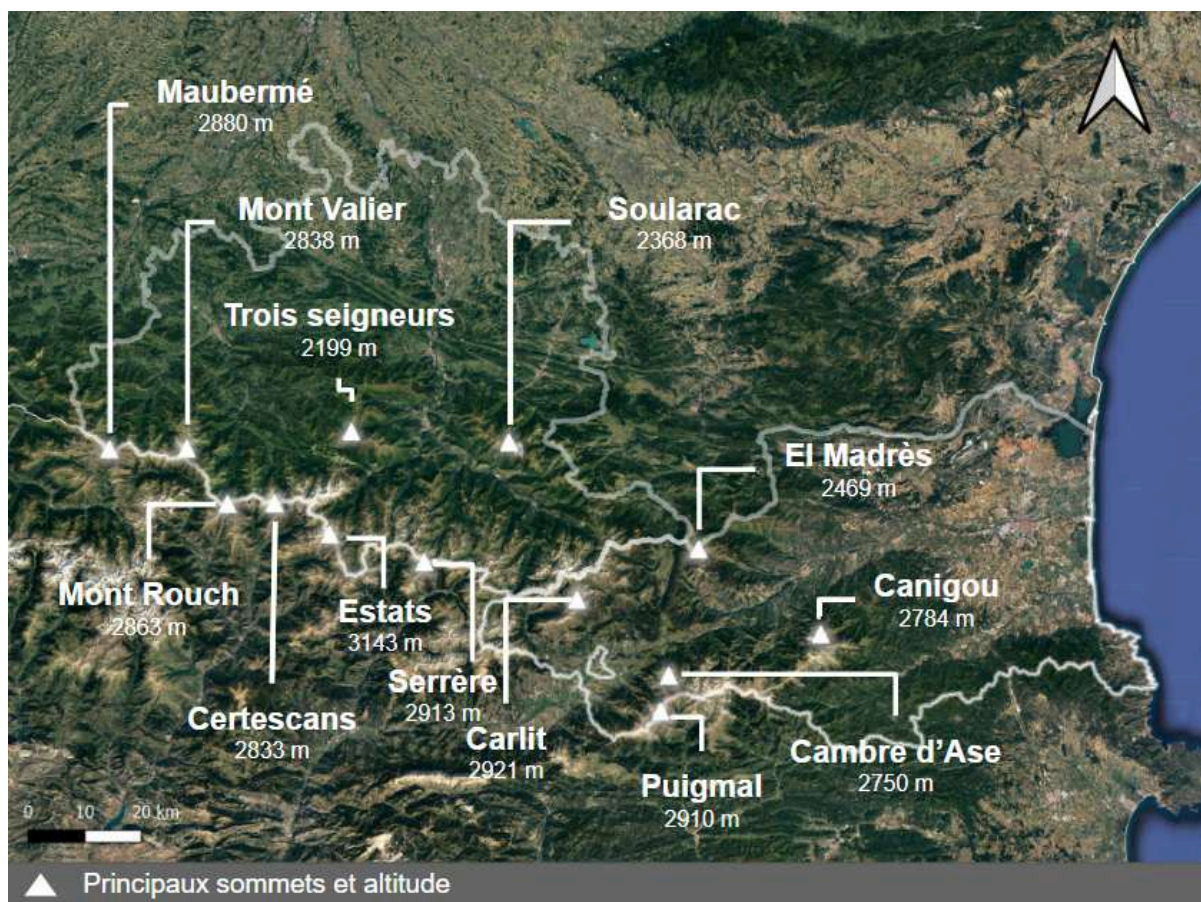 Maubermé
2880 m
Mont Valier
2838 m
Soularac
2368 m
Trois seigneurs
2199 m
El Madrès
2469 m
Canigou
2784 m
Mont Rouch
2863 m
Estats
3143 m
Serrère
2913 m
Certescans
2833 m
Carlit
2921 m
Cambre d'Ase
2750 m
Puigmal
2910 m
0 10 20 km
Principaux sommets et altitude